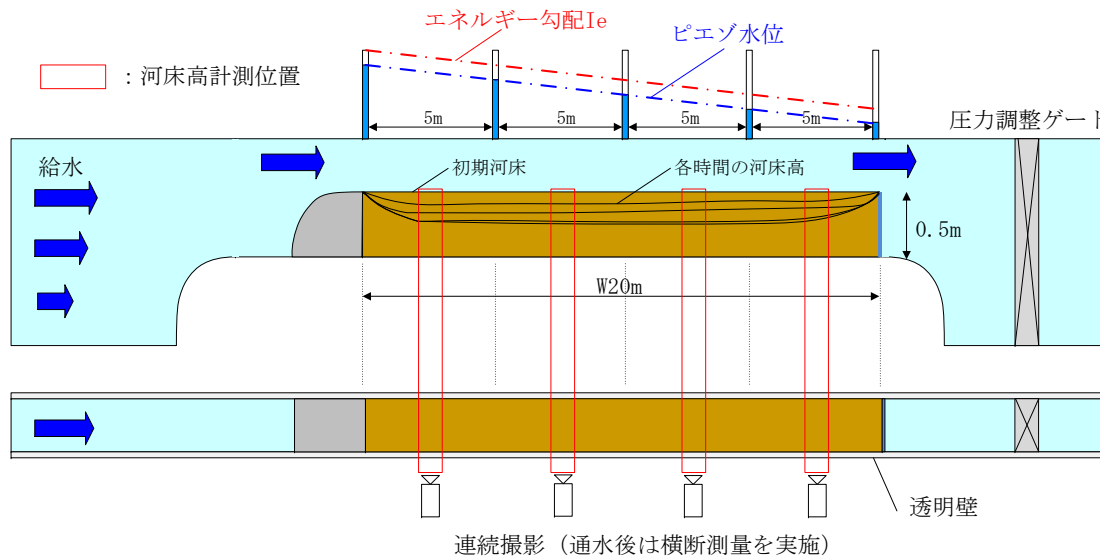 エネルギー勾配Ie
ピエゾ水位
：河床高計測位置
5m
5m
5m
5m
圧力調整ゲート
給水
初期河床
各時間の河床高
0.5m
W20m
透明壁
連続撮影（通水後は横断測量を実施）